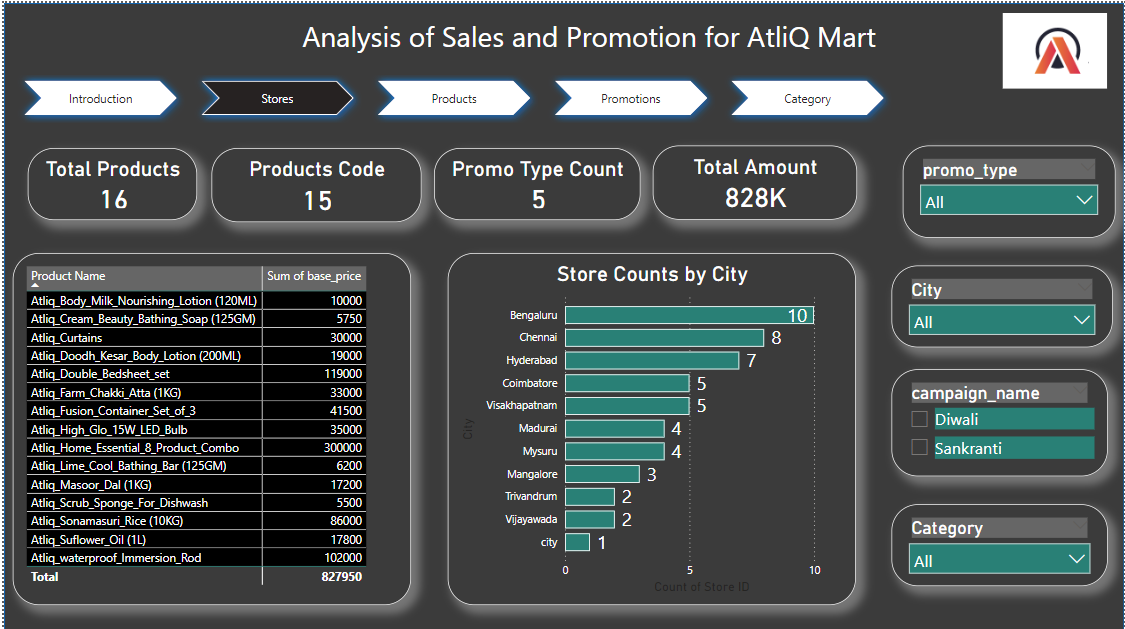 Analysis of Sales and Promotion for AtliQ Mart
Introduction
Stores
Products
Promotions
Category
Total Products
16
Products Code
15
Promo Type Count
5
Total Amount
828K
promo_type
All
Product Name Sum of base_price
Atliq_Body_Milk_Nourishing_Lotion (120ML) 10000
Atliq_Cream_Beauty_Bathing_Soap (125GM) 5750
Atliq_Curtains 30000
Atliq_Doodh_Kesar_Body_Lotion (200ML) 19000
Atliq_Double_Bedsheet_set 119000
Atliq_Farm_Chakki_Atta (1KG) 33000
Atliq_Fusion_Container_Set_of_3 41500
Atliq_High_Glo_15W_LED_Bulb 35000
Atliq_Home_Essential_8_Product_Combo 300000
Atliq_Lime_Cool_Bathing_Bar (125GM) 6200
Atliq_Masoor_Dal (1KG) 17200
Atliq_Scrub_Sponge_For_Dishwash 5500
Atliq_Sonamasuri_Rice (10KG) 86000
Atliq_Suflower_Oil (1L) 17800
Atliq_waterproof_Immersion_Rod 102000
Total 827950
Store Counts by City
City
Bengaluru 10
Chennai 8
Hyderabad 7
Coimbatore 5
Visakhapatnam 5
Madurai 4
Mysuru 4
Mangalore 3
Trivandrum 2
Vijayawada 2
city 1
0 5 10
Count of Store ID
City
All
campaign_name
Diwali
Sankranti
Category
All